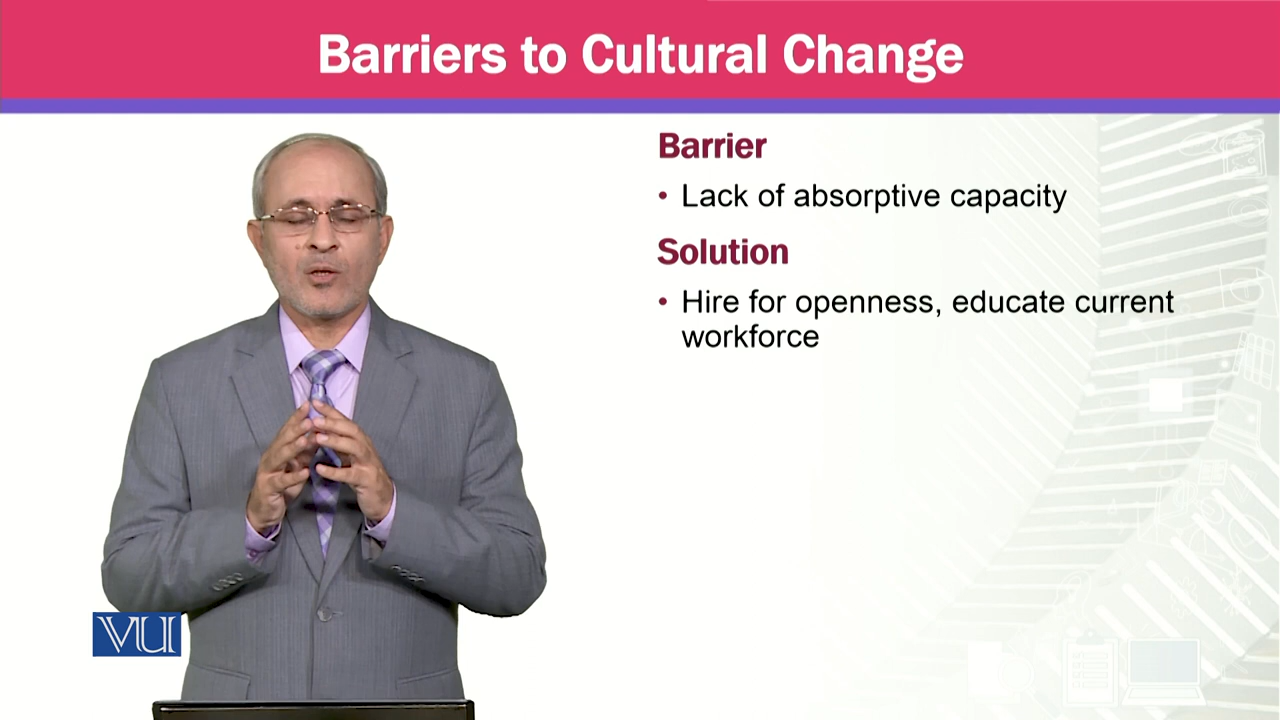 Barriers to Cultural Change
Barrier
• Lack of absorptive capacity
Solution
• Hire for openness, educate current
workforce
VU